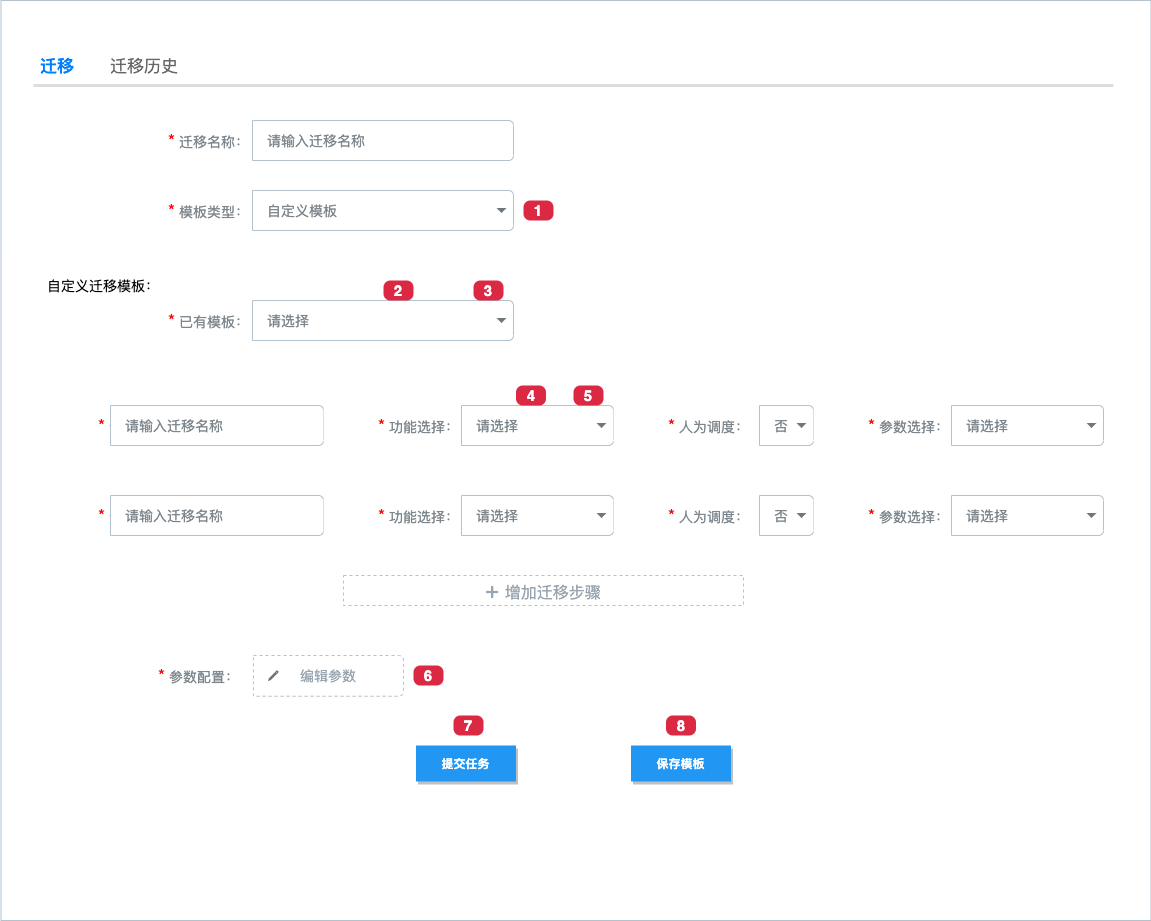 迁移 迁移历史
* 迁移名称: 请输入迁移名称
* 模板类型: 自定义模板 1
自定义迁移模板:
2 3
* 已有模板: 请选择
4 5
* 请输入迁移名称 * 功能选择: 请选择 * 人为调度: 否 * 参数选择: 请选择
* 请输入迁移名称 * 功能选择: 请选择 * 人为调度: 否 * 参数选择: 请选择
+ 增加迁移步骤
* 参数配置: 编辑参数 6
7 8
提交任务 保存模板